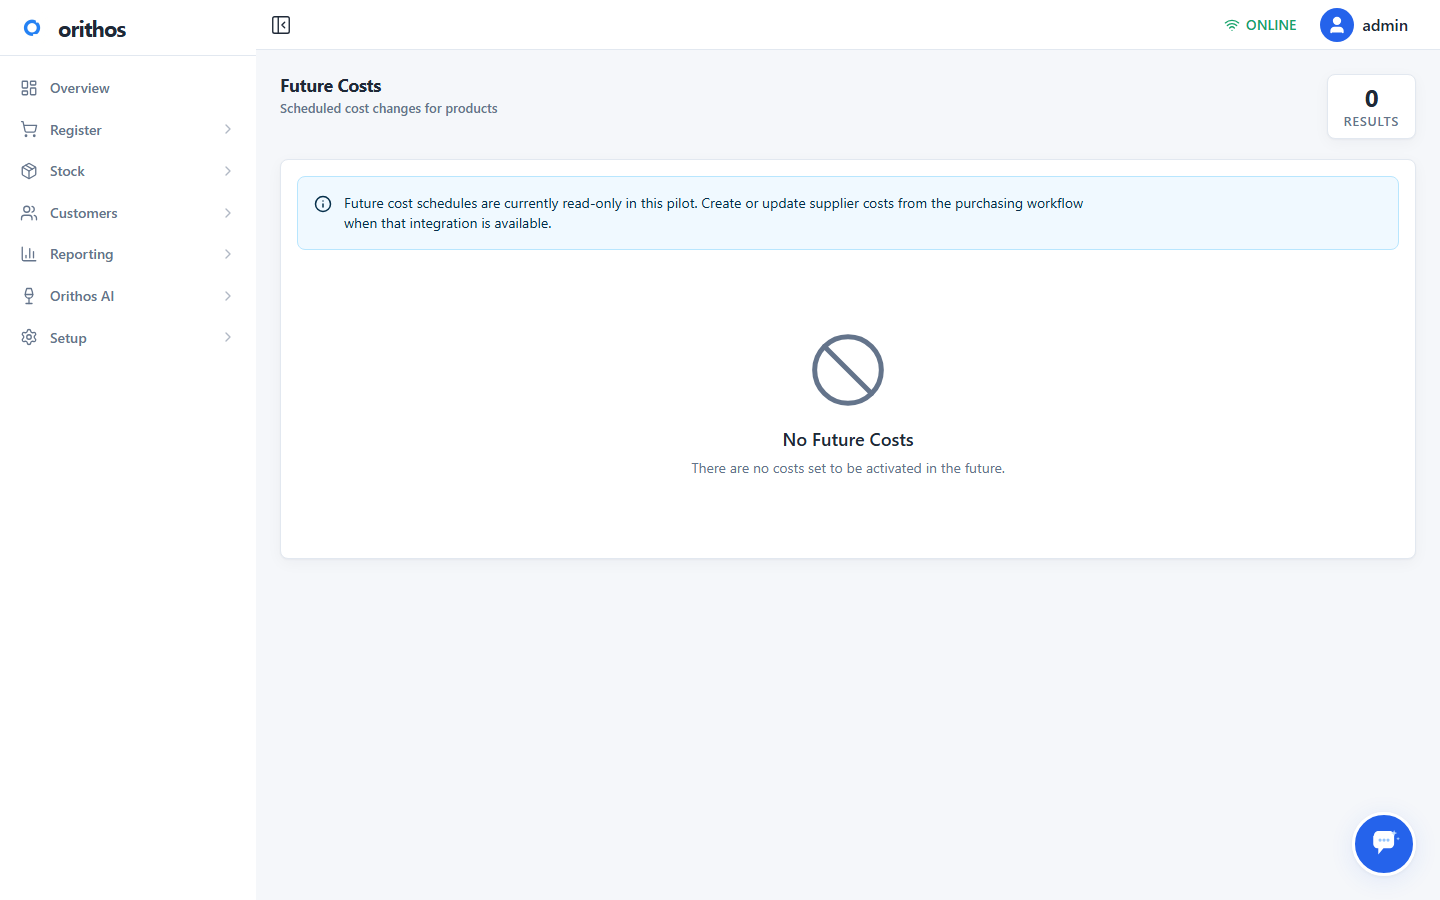 orithos
ONLINE
admin
Overview
Register
Stock
Customers
Reporting
Orithos AI
Setup
Future Costs
Scheduled cost changes for products
0
RESULTS
Future cost schedules are currently read-only in this pilot. Create or update supplier costs from the purchasing workflow
when that integration is available.
No Future Costs
There are no costs set to be activated in the future.